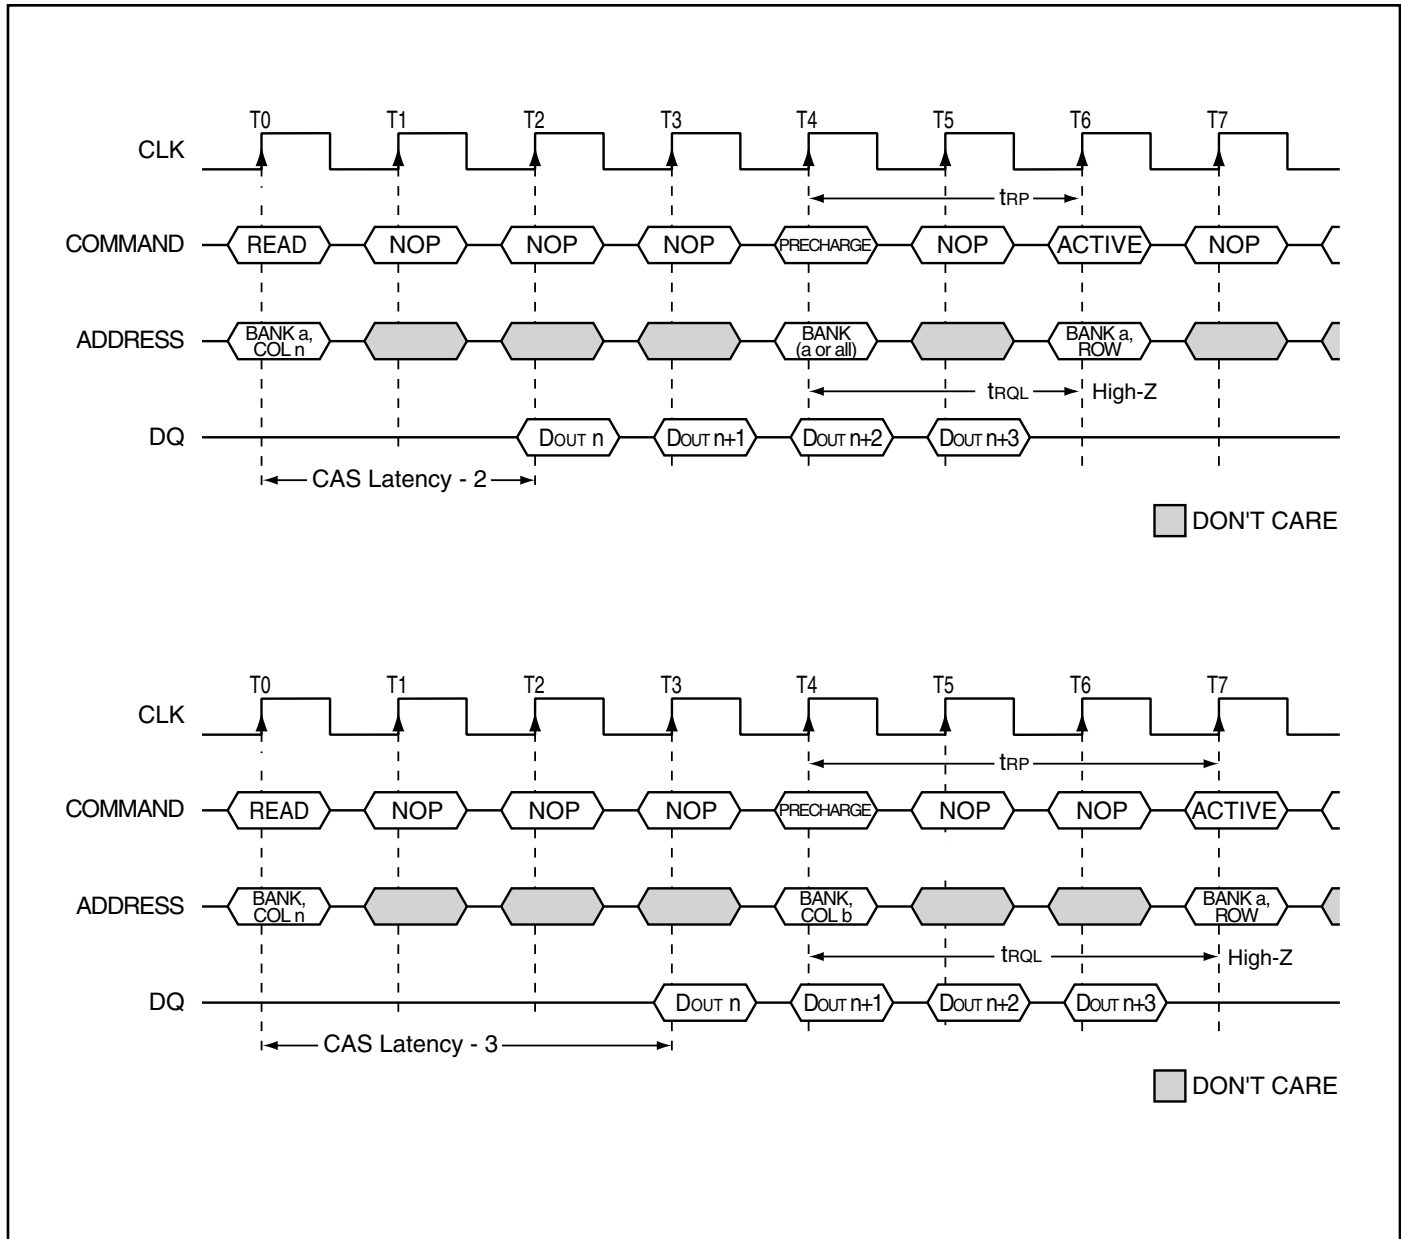 T0 T1 T2 T3 T4 T5 T6 T7
CLK
tRP
COMMAND READ NOP NOP NOP PRECHARGE NOP ACTIVE NOP
ADDRESS BANK a, COL n BANK (a or all) BANK a, ROW
tRQL High-Z
DQ DOUT n DOUT n+1 DOUT n+2 DOUT n+3
CAS Latency - 2
DON'T CARE
T0 T1 T2 T3 T4 T5 T6 T7
CLK
tRP
COMMAND READ NOP NOP NOP PRECHARGE NOP NOP ACTIVE
ADDRESS BANK, COL n BANK, COL b BANK a, ROW
tRQL High-Z
DQ DOUT n DOUT n+1 DOUT n+2 DOUT n+3
CAS Latency - 3
DON'T CARE